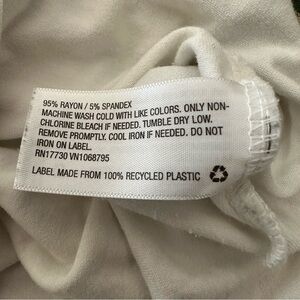 95% RAYON / 5% SPANDEX
MACHINE WASH COLD WITH LIKE COLORS. ONLY NON-
CHLORINE BLEACH IF NEEDED. TUMBLE DRY LOW.
REMOVE PROMPTLY. COOL IRON IF NEEDED. DO NOT
IRON ON LABEL.
RN17730 VN1068795
LABEL MADE FROM 100% RECYCLED PLASTIC